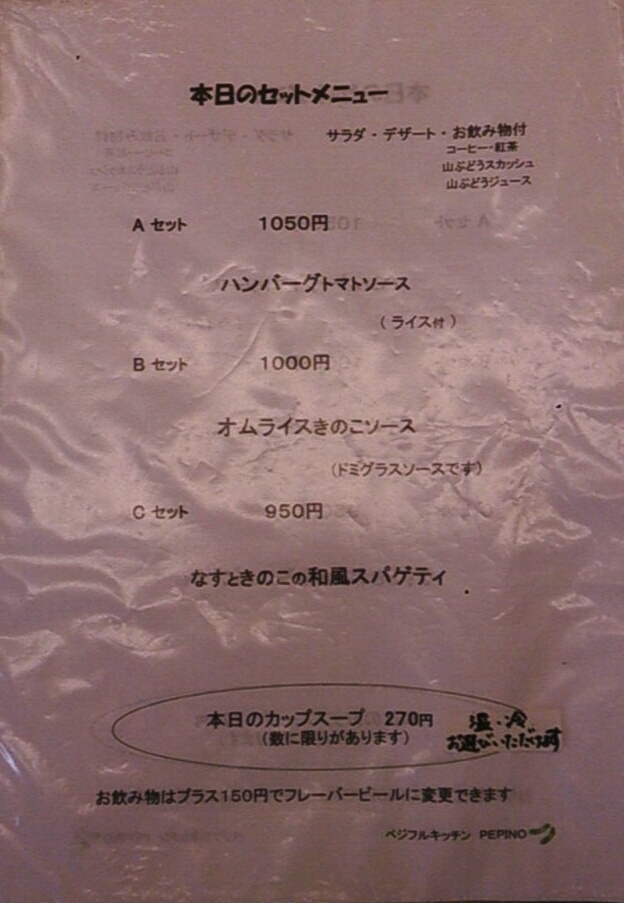 本日のセットメニュー
サラダ・デザート・お飲み物付
コーヒー・紅茶
山ぶどうスカッシュ
山ぶどうジュース
A セット 1050円
ハンバーグトマトソース
（ ライス付 ）
B セット 1000円
オムライスきのこソース
（ドミグラスソースです）
C セット 950円
なすときのこの和風スパゲティ
本日のカップスープ 270円
（数に限りがあります）
温・冷
お選びいただけます
お飲み物はプラス150円でフレーバービールに変更できます
ベジフルキッチン PEPINO